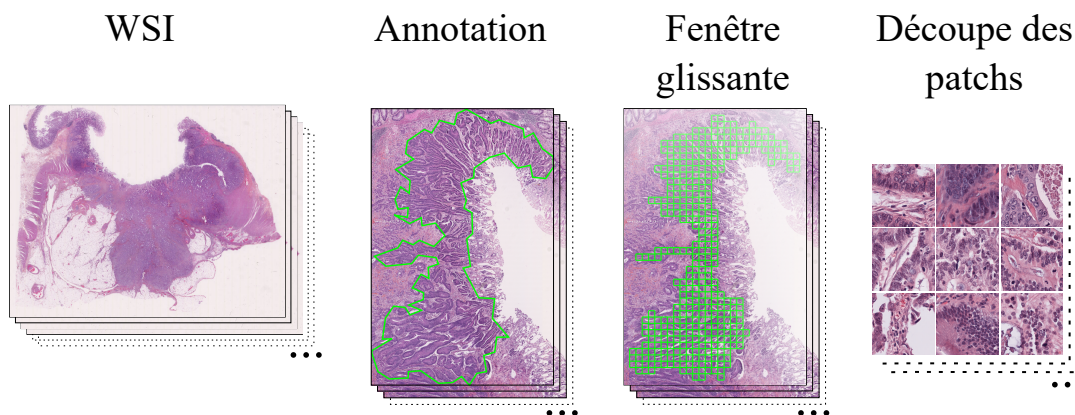 WSI
Annotation
Fenêtre
glissante
Découpe des
patchs